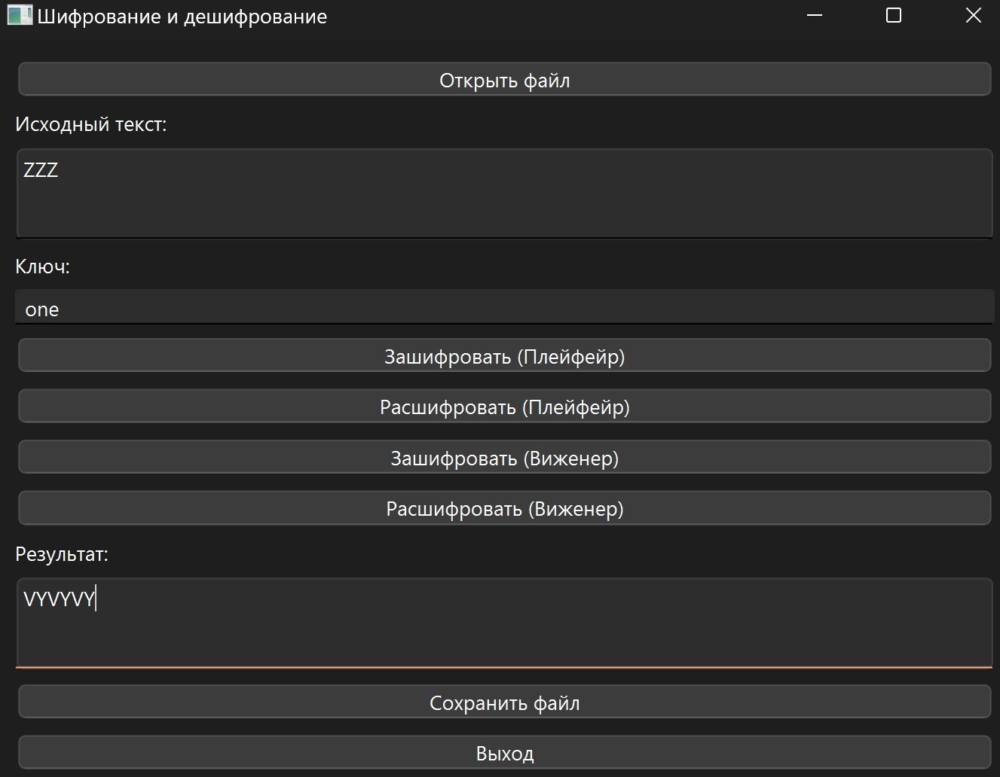 Шифрование и дешифрование
Открыть файл
Исходный текст:
ZZZ
Ключ:
one
Зашифровать (Плейфейр)
Расшифровать (Плейфейр)
Зашифровать (Виженер)
Расшифровать (Виженер)
Результат:
VYVYVY
Сохранить файл
Выход